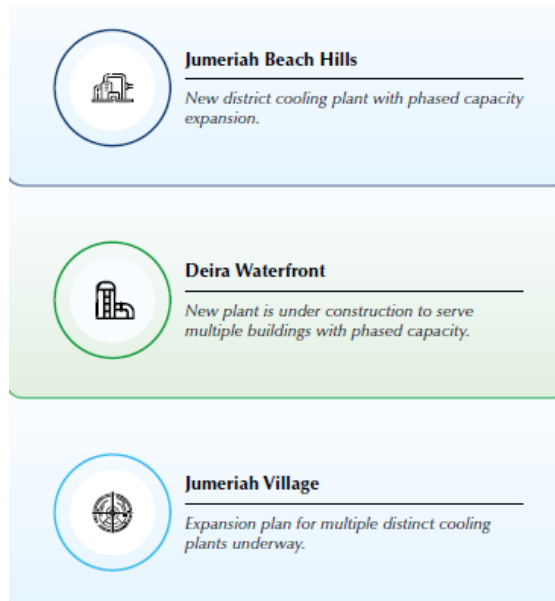 Jumeriah Beach Hills
New district cooling plant with phased capacity
expansion.
Deira Waterfront
New plant is under construction to serve
multiple buildings with phased capacity.
Jumeriah Village
Expansion plan for multiple distinct cooling
plants underway.